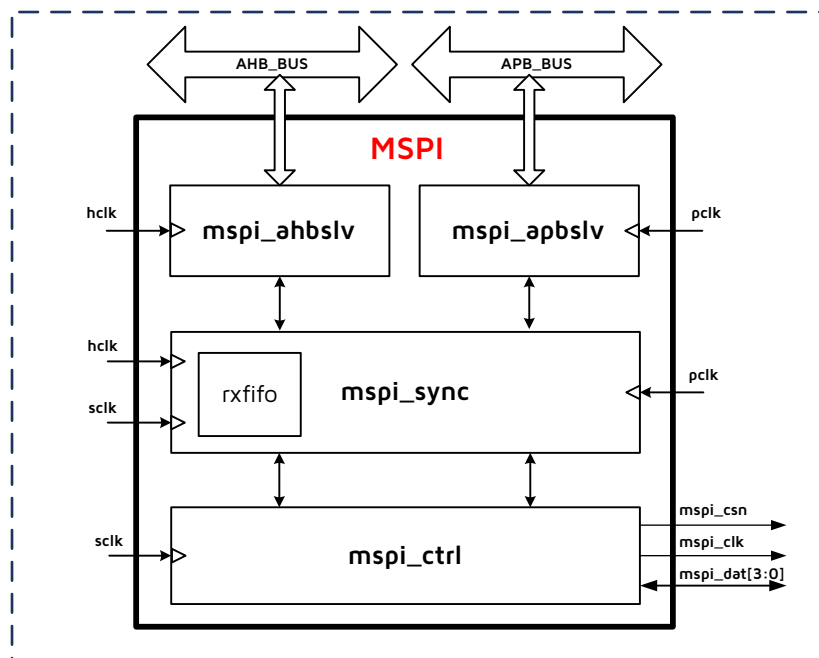 AHB_BUS
APB_BUS
MSPI
hclk
mspi_ahbslv
mspi_apbslv
pclk
hclk
sclk
rxfifo
mspi_sync
pclk
sclk
mspi_ctrl
mspi_csn
mspi_clk
mspi_dat[3:0]